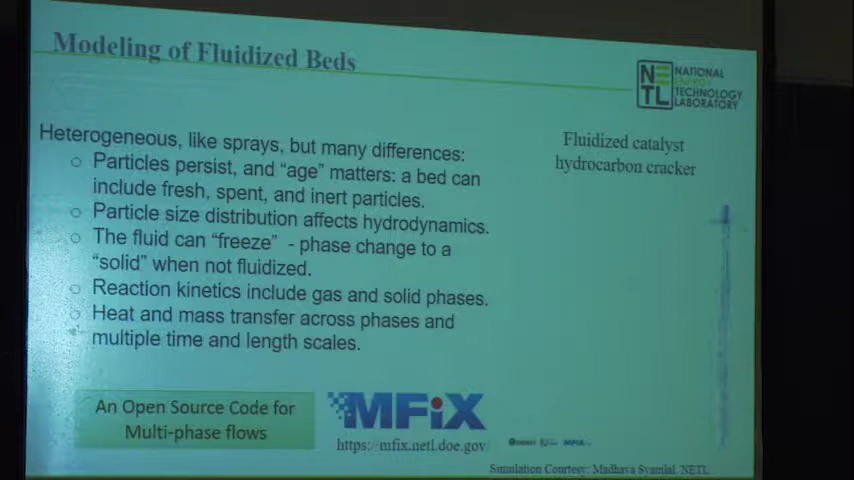 Modeling of Fluidized Beds
NETL
NATIONAL
ENERGY
TECHNOLOGY
LABORATORY
Heterogeneous, like sprays, but many differences:
Particles persist, and “age” matters: a bed can
include fresh, spent, and inert particles.
Particle size distribution affects hydrodynamics.
The fluid can “freeze” - phase change to a
“solid” when not fluidized.
Reaction kinetics include gas and solid phases.
Heat and mass transfer across phases and
multiple time and length scales.
Fluidized catalyst
hydrocarbon cracker
An Open Source Code for
Multi-phase flows
MFiX
https://mfix.netl.doe.gov/
MFiX
Simulation Courtesy: Madhava Syamlal, NETL